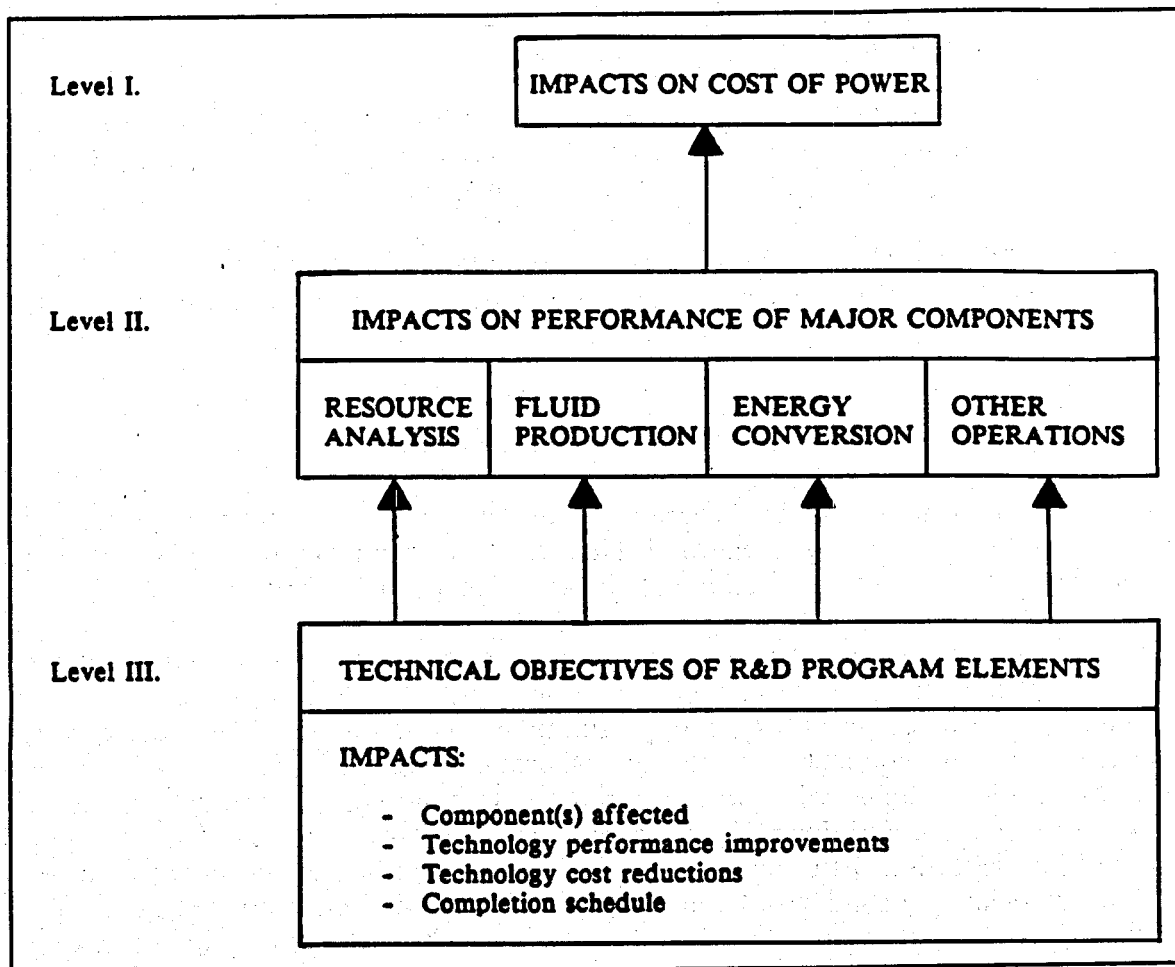 Level I.
IMPACTS ON COST OF POWER
Level II.
IMPACTS ON PERFORMANCE OF MAJOR COMPONENTS
RESOURCE
ANALYSIS
FLUID
PRODUCTION
ENERGY
CONVERSION
OTHER
OPERATIONS
Level III.
TECHNICAL OBJECTIVES OF R&D PROGRAM ELEMENTS
IMPACTS:
- Component(s) affected
- Technology performance improvements
- Technology cost reductions
- Completion schedule